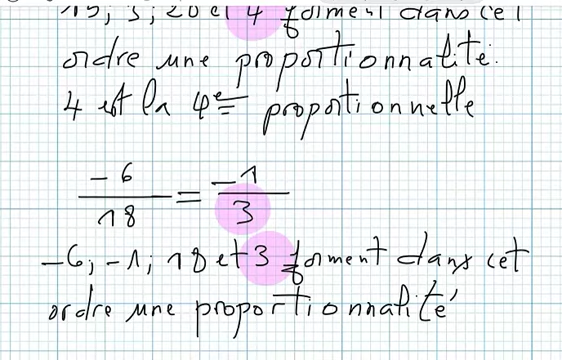 15; 3; 20 et 4 forment dans cet
ordre une proportionnalité.
4 est la 4e proportionnelle
-6/18 = -1/3
-6; -1; 18 et 3 forment dans cet
ordre une proportionnalité